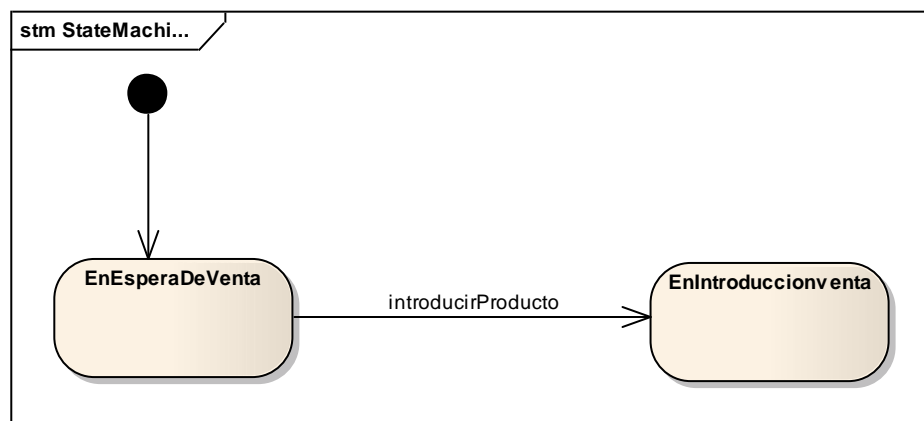 stm StateMachi...
EnEsperaDeVenta
introducirProducto
EnIntroduccionventa